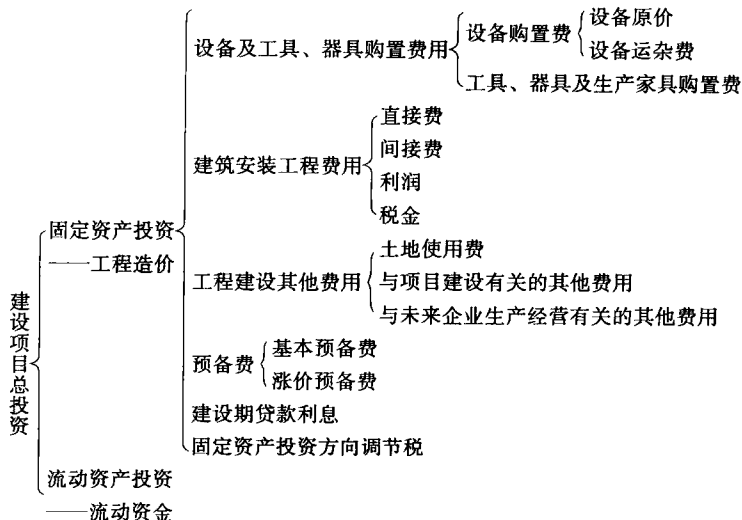 建设项目总投资
固定资产投资
——工程造价
设备及工具、器具购置费用
设备购置费
设备原价
设备运杂费
工具、器具及生产家具购置费
建筑安装工程费用
直接费
间接费
利润
税金
工程建设其他费用
土地使用费
与项目建设有关的其他费用
与未来企业生产经营有关的其他费用
预备费
基本预备费
涨价预备费
建设期贷款利息
固定资产投资方向调节税
流动资产投资
——流动资金